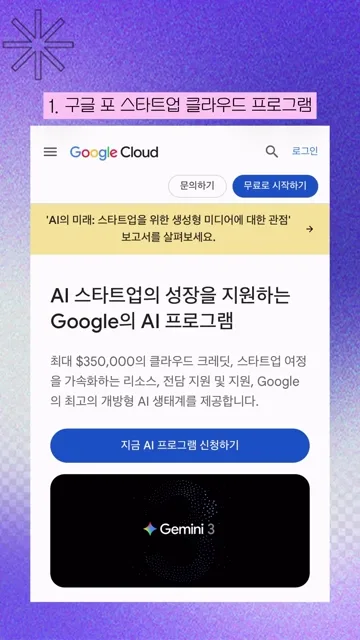 1. 구글 포 스타트업 클라우드 프로그램
Google Cloud
로그인
문의하기
무료로 시작하기
'AI의 미래: 스타트업을 위한 생성형 미디어에 대한 관점'
보고서를 살펴보세요.
AI 스타트업의 성장을 지원하는
Google의 AI 프로그램
최대 $350,000의 클라우드 크레딧, 스타트업 여정
을 가속화하는 리소스, 전담 지원 및 지원, Google
의 최고의 개방형 AI 생태계를 제공합니다.
지금 AI 프로그램 신청하기
Gemini 3